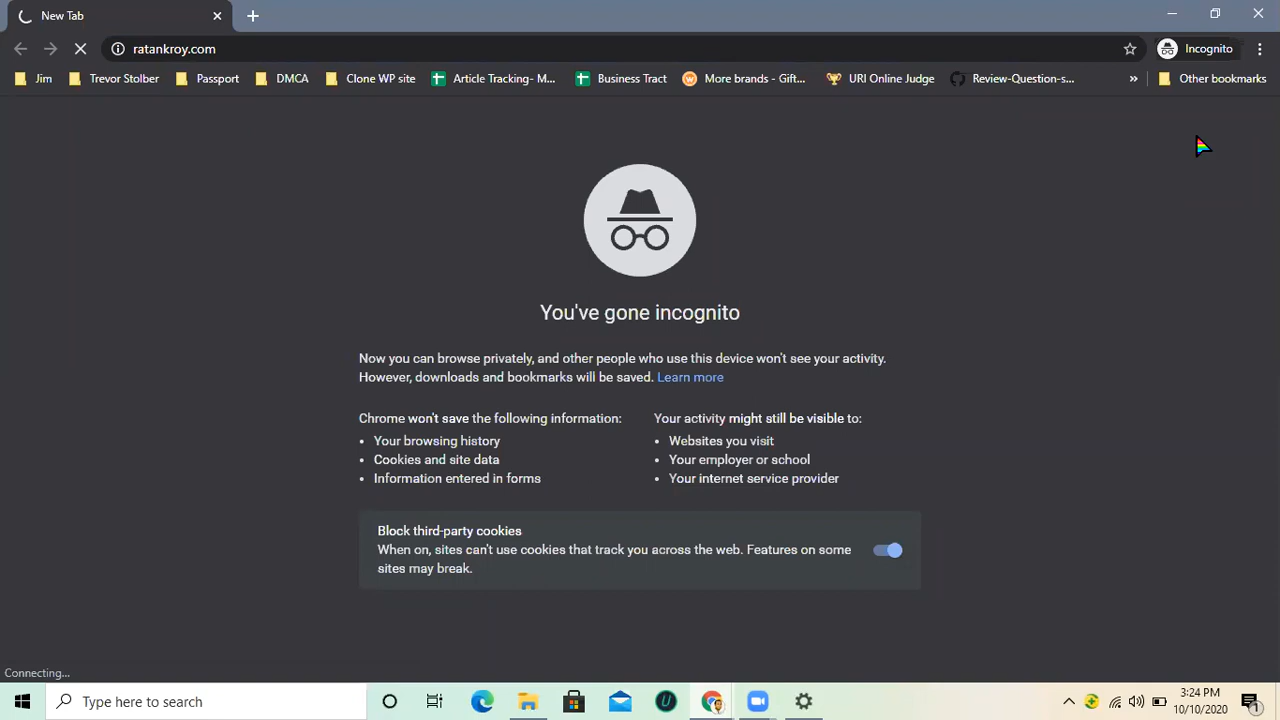 New Tab
ratankroy.com
Incognito
Jim
Trevor Stolber
Passport
DMCA
Clone WP site
Article Tracking- M...
Business Tract
More brands - Gift...
URI Online Judge
Review-Question-s...
Other bookmarks
You've gone incognito
Now you can browse privately, and other people who use this device won't see your activity.
However, downloads and bookmarks will be saved. Learn more
Chrome won't save the following information:
Your browsing history
Cookies and site data
Information entered in forms
Your activity might still be visible to:
Websites you visit
Your employer or school
Your internet service provider
Block third-party cookies
When on, sites can't use cookies that track you across the web. Features on some
sites may break.
Connecting...
Type here to search
3:24 PM
10/10/2020
1